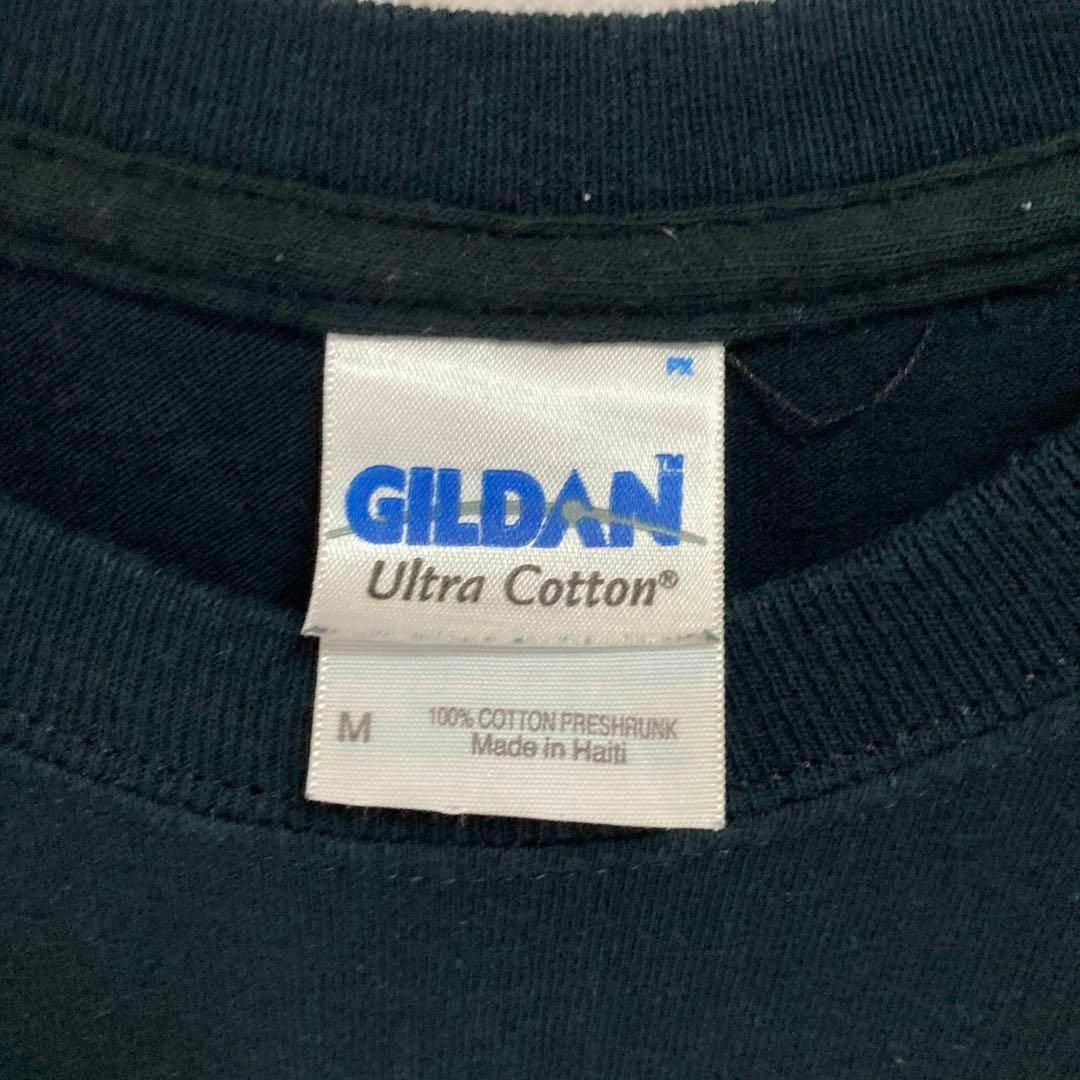 PX
GILDAN™
Ultra Cotton®
M
100% COTTON PRESHRUNK
Made in Haiti